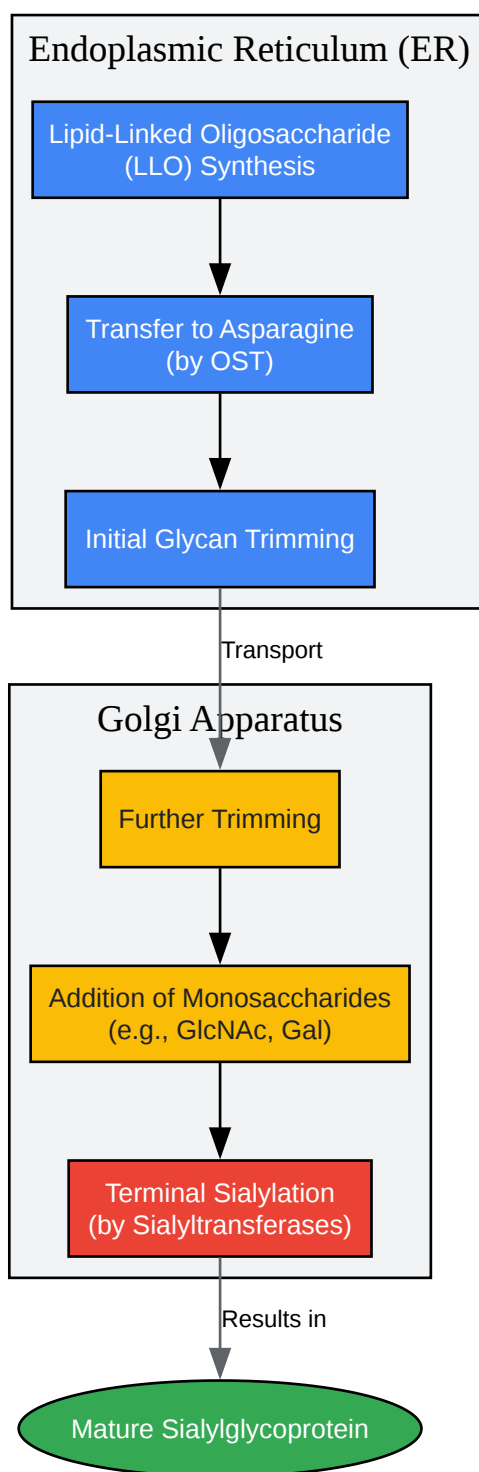 Endoplasmic Reticulum (ER)
Lipid-Linked Oligosaccharide
(LLO) Synthesis
Transfer to Asparagine
(by OST)
Initial Glycan Trimming
Transport
Golgi Apparatus
Further Trimming
Addition of Monosaccharides
(e.g., GlcNAc, Gal)
Terminal Sialylation
(by Sialyltransferases)
Results in
Mature Sialylglycoprotein